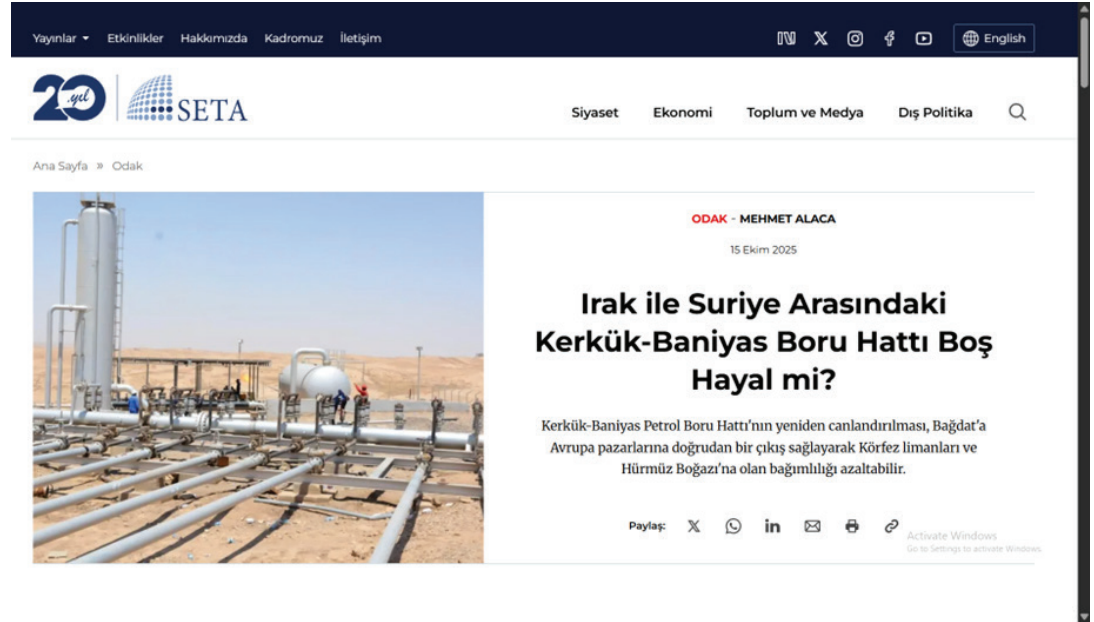 Yayınlar Etkinlikler Hakkımızda Kadromuz İletişim
English
20 .yıl SETA
Siyaset Ekonomi Toplum ve Medya Dış Politika
Ana Sayfa » Odak
ODAK - MEHMET ALACA
15 Ekim 2025
Irak ile Suriye Arasındaki
Kerkük-Baniyas Boru Hattı Boş
Hayal mi?
Kerkük-Baniyas Petrol Boru Hattı'nın yeniden canlandırılması, Bağdat'a
Avrupa pazarlarına doğrudan bir çıkış sağlayarak Körfez limanları ve
Hürmüz Boğazı'na olan bağımlılığı azaltabilir.
Paylaş:
Activate Windows
Go to Settings to activate Windows.